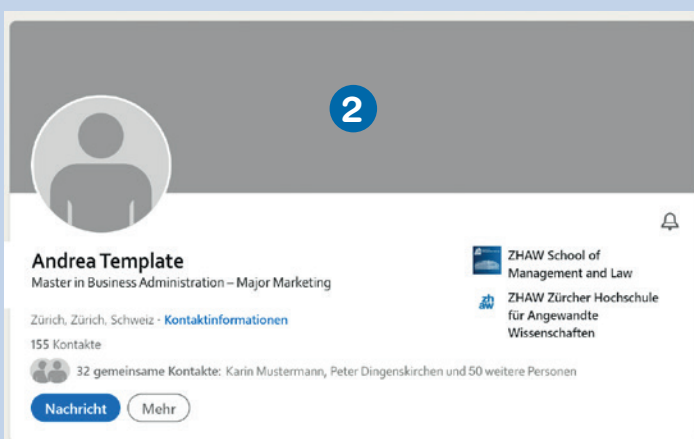 2
Andrea Template
Master in Business Administration – Major Marketing
Zürich, Zürich, Schweiz - Kontaktinformationen
155 Kontakte
32 gemeinsame Kontakte: Karin Mustermann, Peter Dingenskirchen und 50 weitere Personen
Nachricht
Mehr
ZHAW School of
Management and Law
zh
aw
ZHAW Zürcher Hochschule
für Angewandte
Wissenschaften